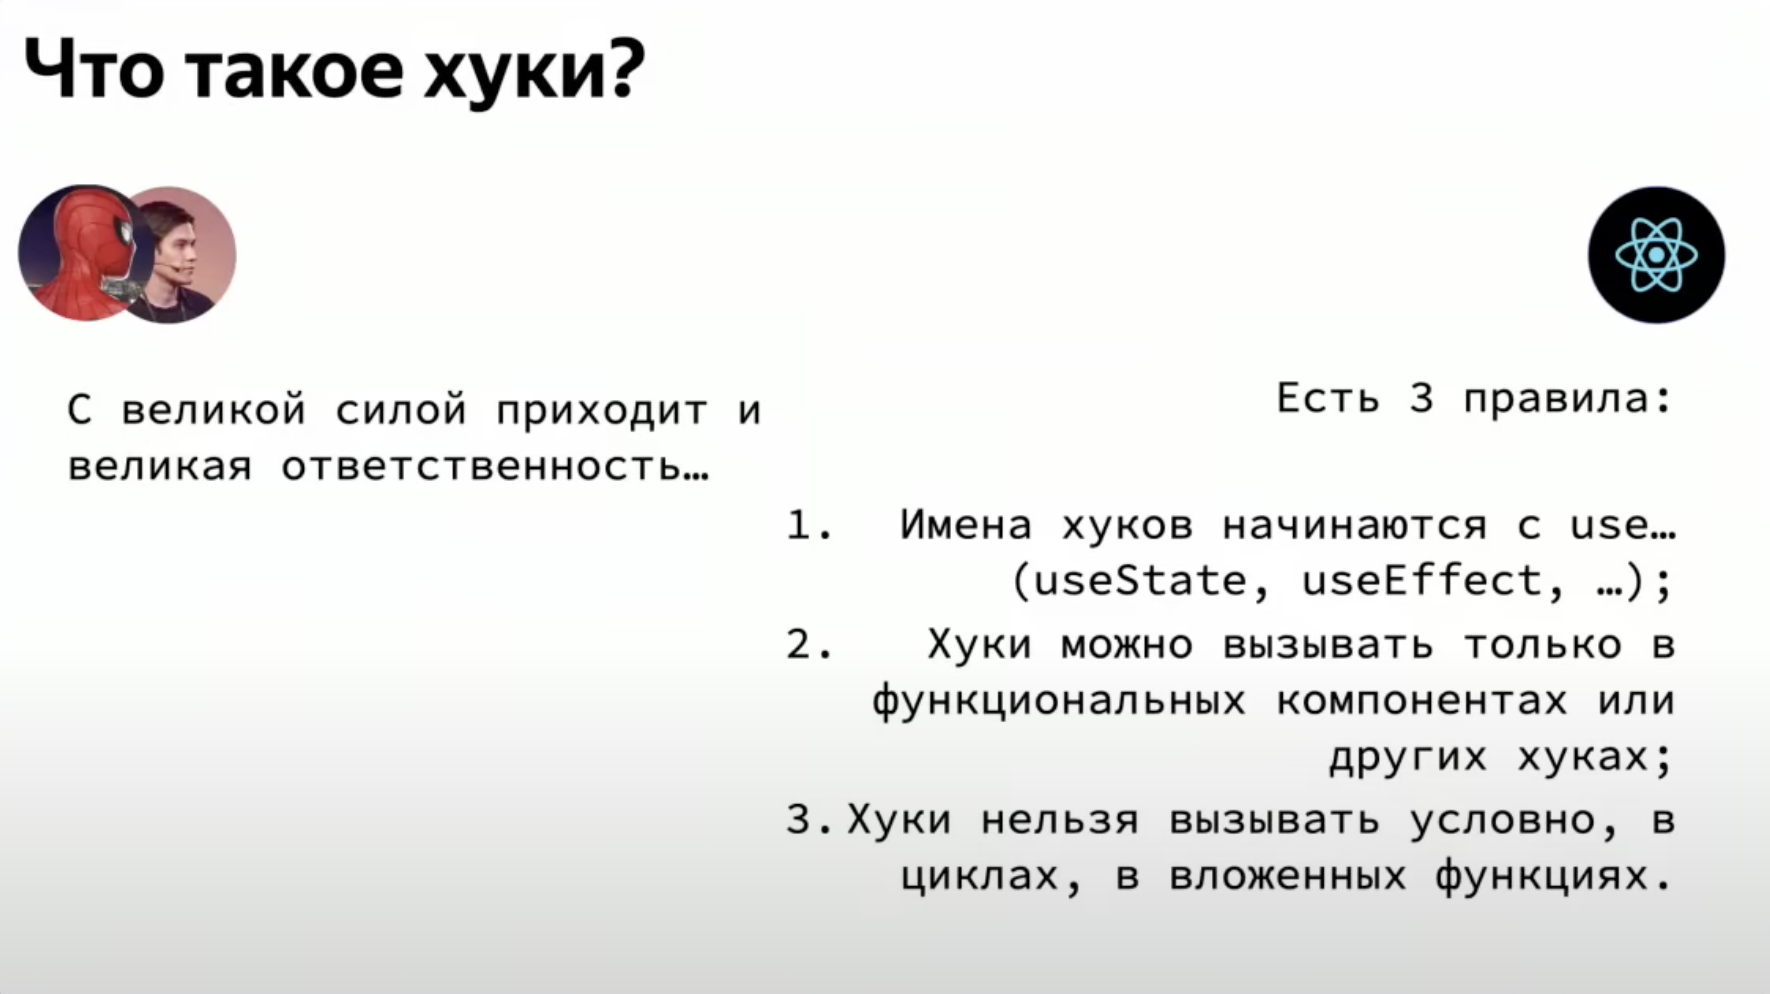 Что такое хуки?
С великой силой приходит и
великая ответственность…
Есть 3 правила:
1. Имена хуков начинаются с use…
(useState, useEffect, …);
2. Хуки можно вызывать только в
функциональных компонентах или
других хуках;
3. Хуки нельзя вызывать условно, в
циклах, в вложенных функциях.